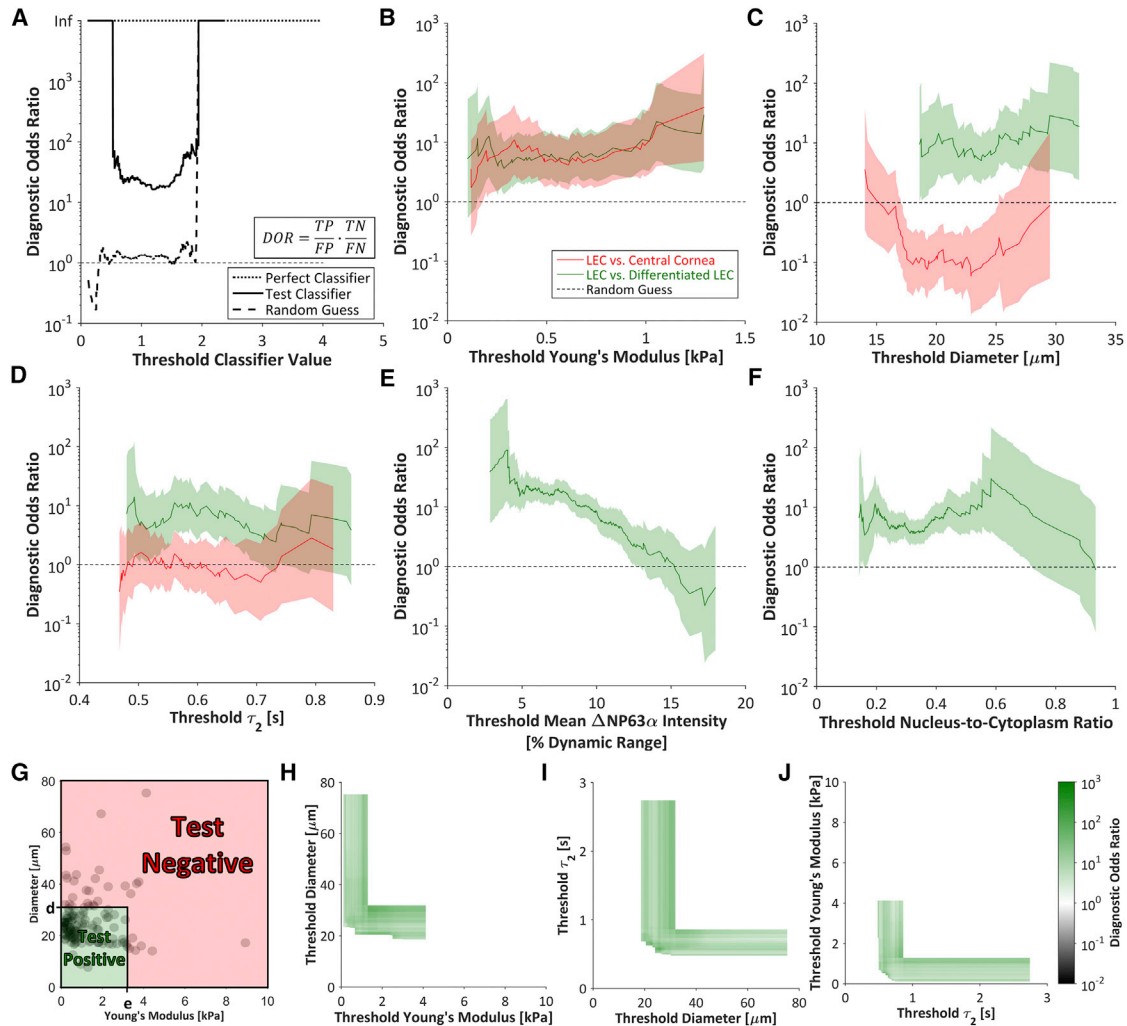 A
Diagnostic Odds Ratio
Inf
10^3
10^2
10^1
10^0
10^-1
0 1 2 3 4 5
Threshold Classifier Value
DOR = TP/FP · TN/FN
Perfect Classifier
Test Classifier
Random Guess
B
Diagnostic Odds Ratio
10^3
10^2
10^1
10^0
10^-1
10^-2
0 0.5 1 1.5
Threshold Young's Modulus [kPa]
LEC vs. Central Cornea
LEC vs. Differentiated LEC
Random Guess
C
Diagnostic Odds Ratio
10^3
10^2
10^1
10^0
10^-1
10^-2
10 15 20 25 30 35
Threshold Diameter [μm]
D
Diagnostic Odds Ratio
10^3
10^2
10^1
10^0
10^-1
10^-2
0.4 0.5 0.6 0.7 0.8 0.9
Threshold τ₂ [s]
E
Diagnostic Odds Ratio
10^3
10^2
10^1
10^0
10^-1
10^-2
0 5 10 15 20
Threshold Mean ΔNP63α Intensity
[% Dynamic Range]
F
Diagnostic Odds Ratio
10^3
10^2
10^1
10^0
10^-1
10^-2
0 0.2 0.4 0.6 0.8 1
Threshold Nucleus-to-Cytoplasm Ratio
G
Diameter [μm]
80
60
40
d
20
0
Test
Negative
Test
Positive
0 2 e 4 6 8 10
Young's Modulus [kPa]
H
Threshold Diameter [μm]
80
60
40
20
0
0 2 4 6 8 10
Threshold Young's Modulus [kPa]
I
Threshold τ₂ [s]
3
2
1
0
0 20 40 60 80
Threshold Diameter [μm]
J
Threshold Young's Modulus [kPa]
10
8
6
4
2
0
0 1 2 3
Threshold τ₂ [s]
10^3
10^2
10^1
10^0
10^-1
10^-2
Diagnostic Odds Ratio